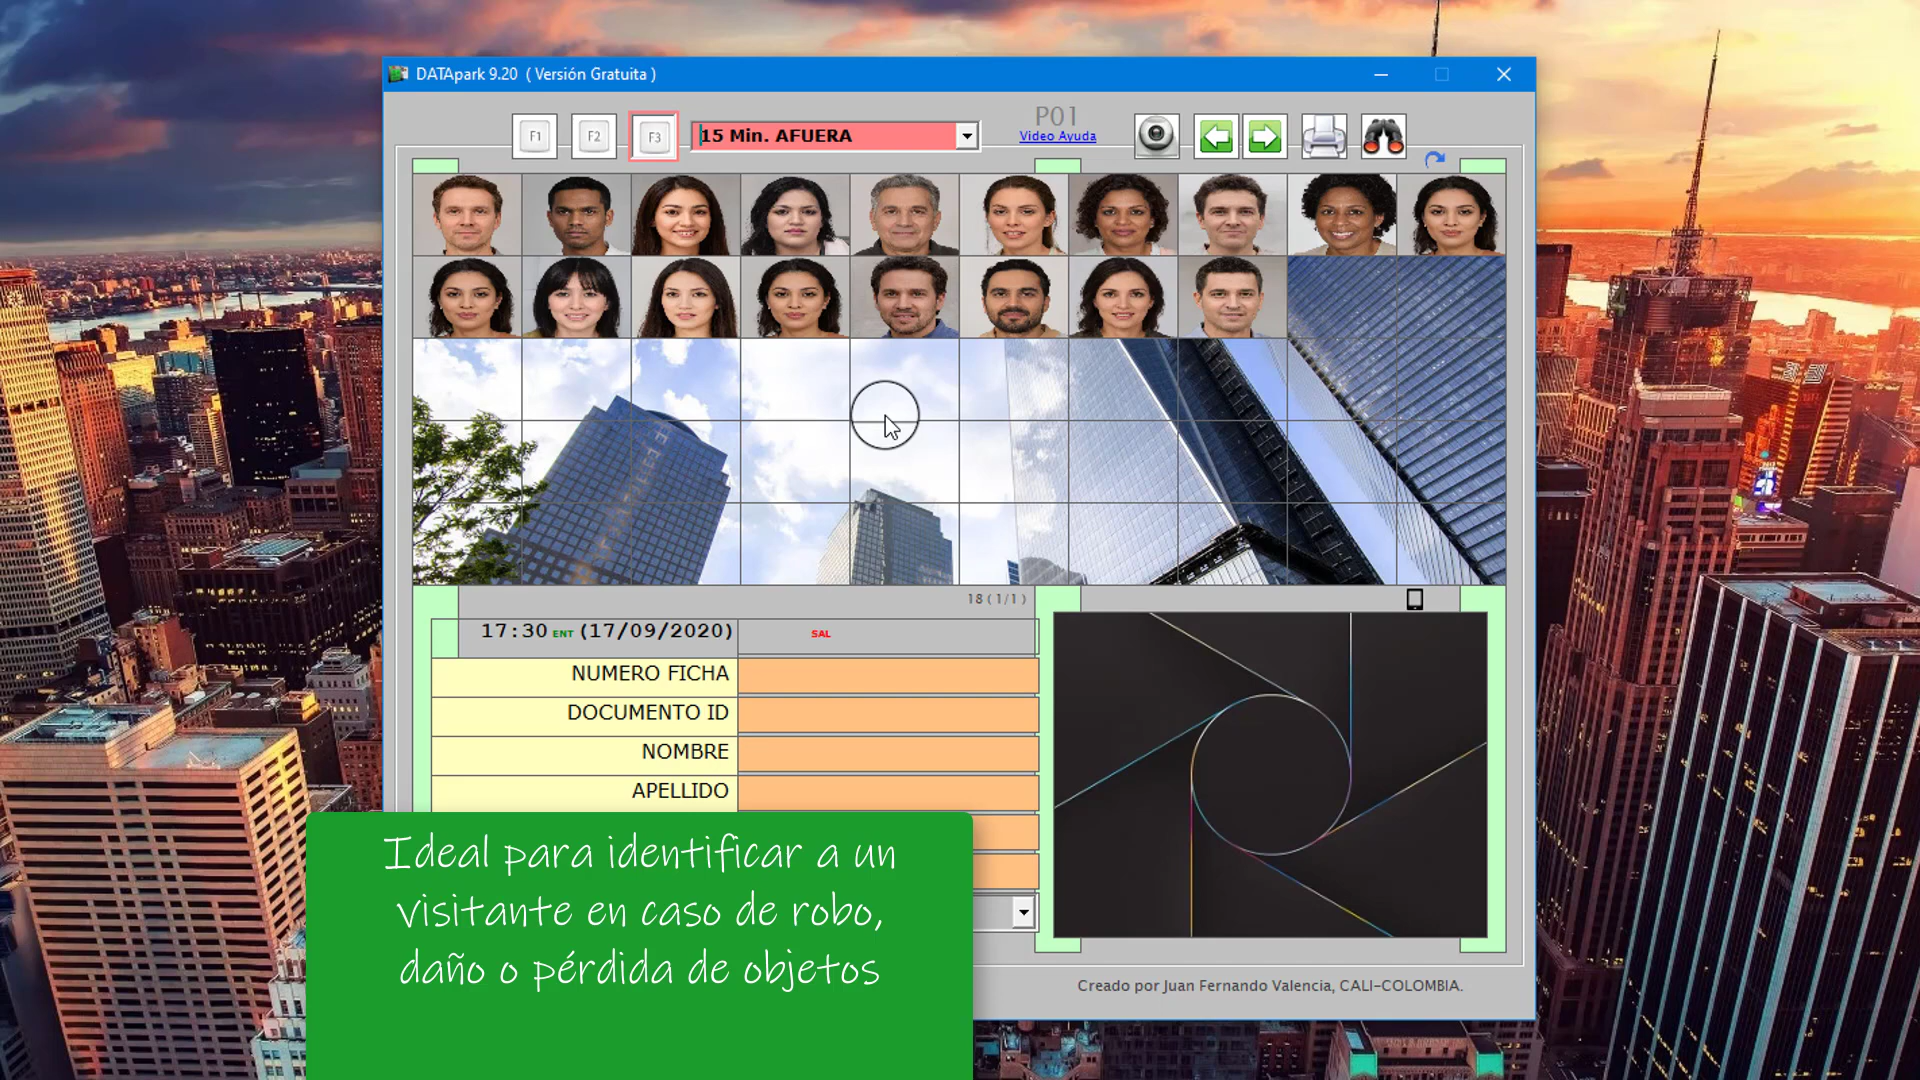 DATApark 9.20 ( Versión Gratuita )
F1
F2
F3
15 Min. AFUERA
P01
Video Ayuda
18 ( 1 / 1 )
17:30 ENT (17/09/2020)
SAL
NUMERO FICHA
DOCUMENTO ID
NOMBRE
APELLIDO
Ideal para identificar a un
visitante en caso de robo,
daño o pérdida de objetos
Creado por Juan Fernando Valencia, CALI-COLOMBIA.